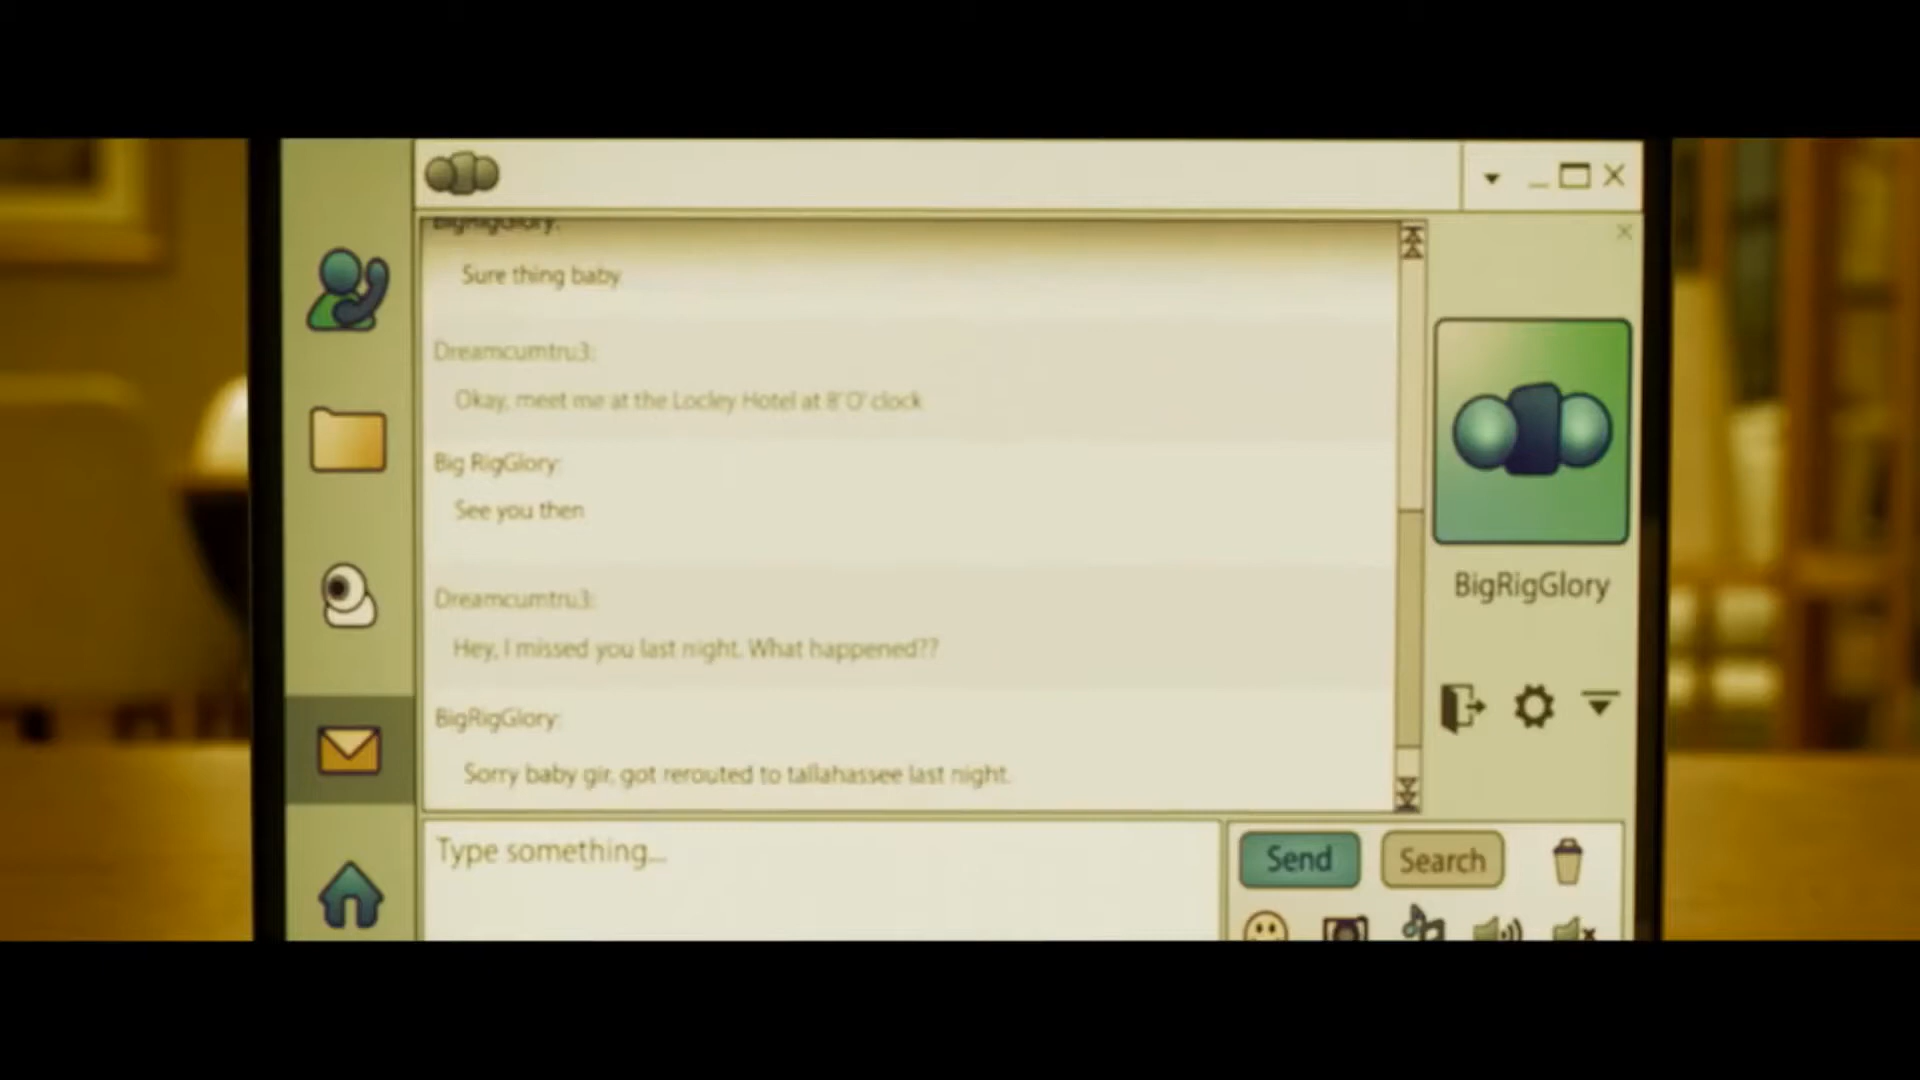 BigRigGlory:
Sure thing baby
Dreamcumtru3:
Okay, meet me at the Locley Hotel at 8'O' clock
Big RigGlory:
See you then
Dreamcumtru3:
Hey, I missed you last night. What happened??
BigRigGlory:
Sorry baby gir, got rerouted to tallahassee last night.
BigRigGlory
Type something...
Send
Search